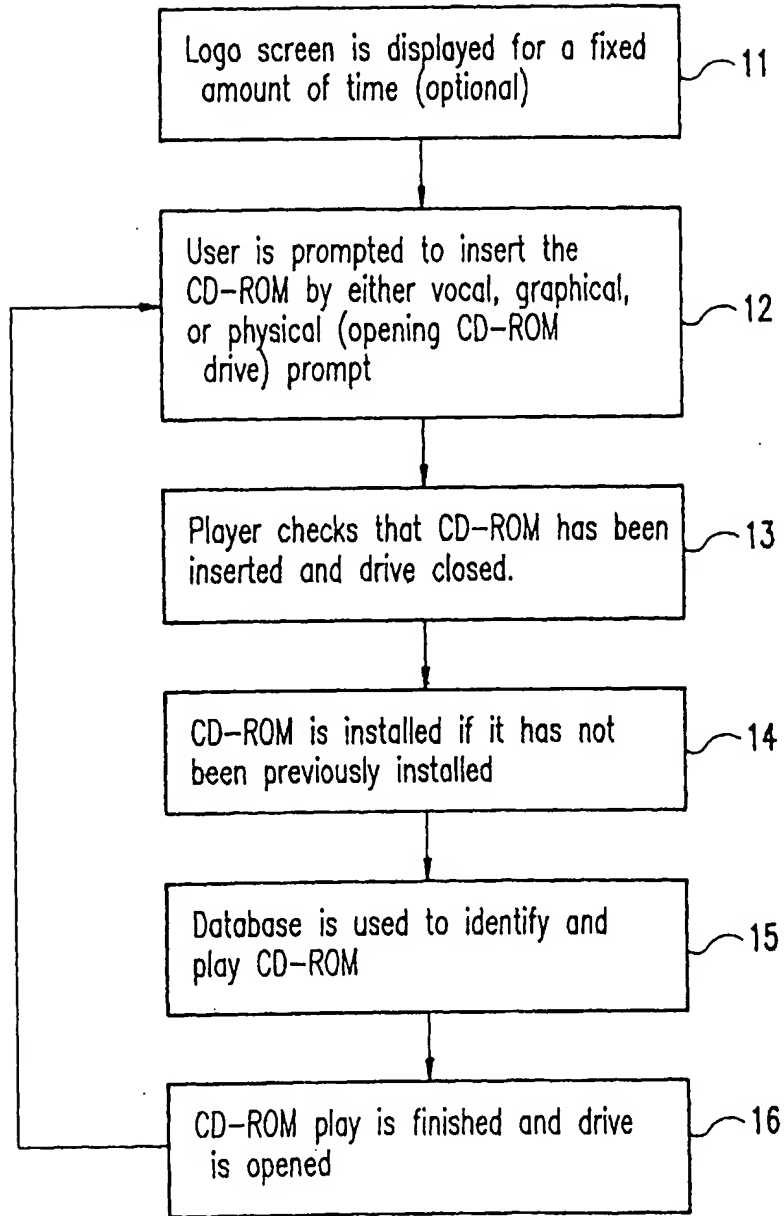 Logo screen is displayed for a fixed
amount of time (optional)
11
User is prompted to insert the
CD-ROM by either vocal, graphical,
or physical (opening CD-ROM
drive) prompt
12
Player checks that CD-ROM has been
inserted and drive closed.
13
CD-ROM is installed if it has not
been previously installed
14
Database is used to identify and
play CD-ROM
15
CD-ROM play is finished and drive
is opened
16